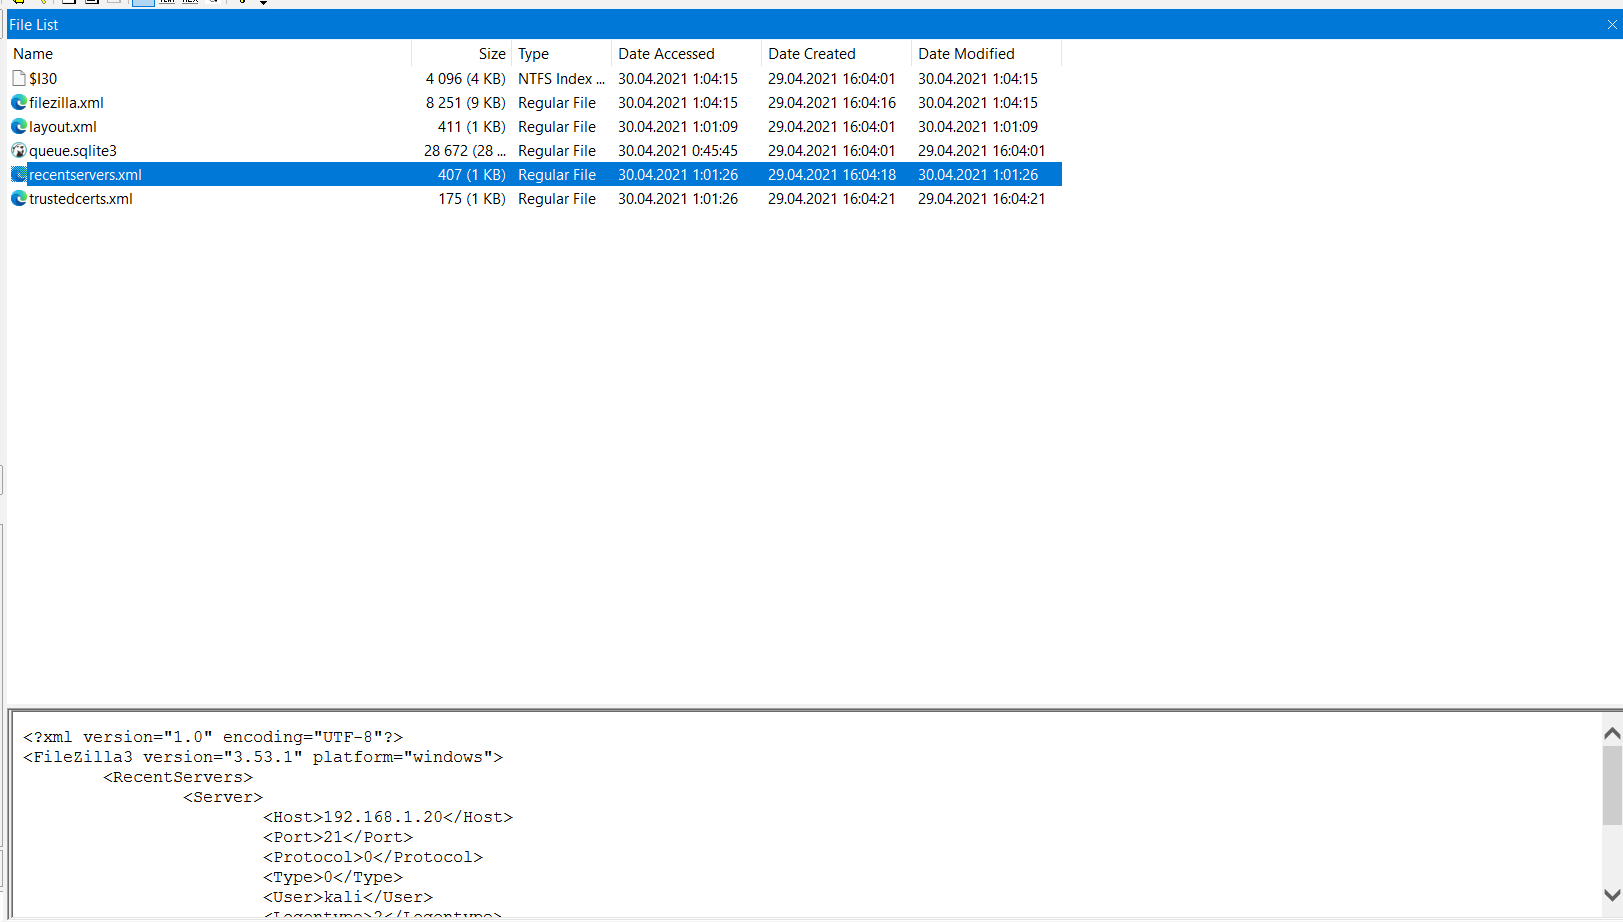 File List
Name Size Type Date Accessed Date Created Date Modified
$I30 4 096 (4 KB) NTFS Index ... 30.04.2021 1:04:15 29.04.2021 16:04:01 30.04.2021 1:04:15
filezilla.xml 8 251 (9 KB) Regular File 30.04.2021 1:04:15 29.04.2021 16:04:16 30.04.2021 1:04:15
layout.xml 411 (1 KB) Regular File 30.04.2021 1:01:09 29.04.2021 16:04:01 30.04.2021 1:01:09
queue.sqlite3 28 672 (28 ... Regular File 30.04.2021 0:45:45 29.04.2021 16:04:01 29.04.2021 16:04:01
recentservers.xml 407 (1 KB) Regular File 30.04.2021 1:01:26 29.04.2021 16:04:18 30.04.2021 1:01:26
trustedcerts.xml 175 (1 KB) Regular File 30.04.2021 1:01:26 29.04.2021 16:04:21 29.04.2021 16:04:21
<?xml version="1.0" encoding="UTF-8"?>
<FileZilla3 version="3.53.1" platform="windows">
<RecentServers>
<Server>
<Host>192.168.1.20</Host>
<Port>21</Port>
<Protocol>0</Protocol>
<Type>0</Type>
<User>kali</User>
<Logontype>2</Logontype>